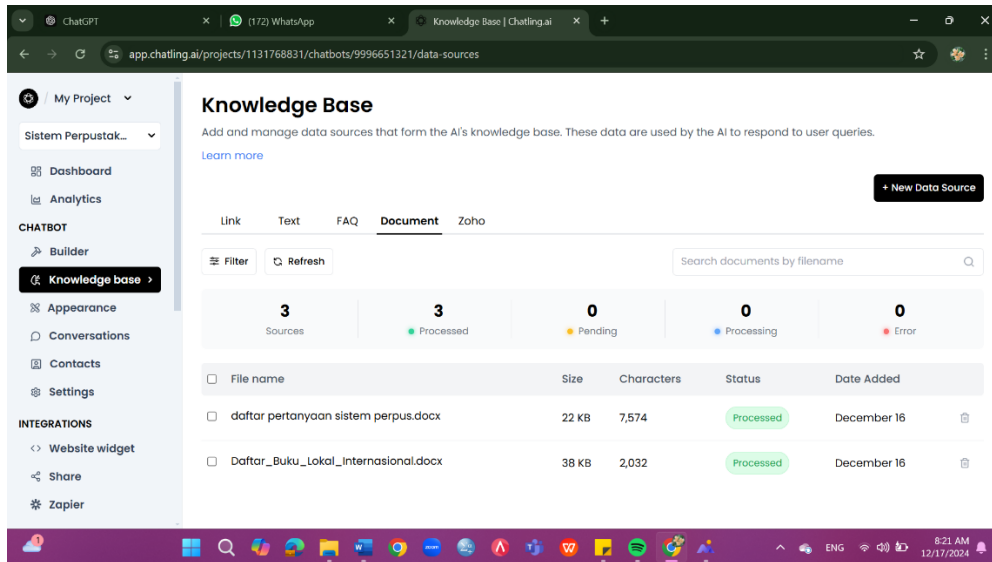 ChatGPT
(172) WhatsApp
Knowledge Base | Chatling.ai
app.chatling.ai/projects/1131768831/chatbots/9996651321/data-sources
/ My Project
Sistem Perpustak...
Dashboard
Analytics
CHATBOT
Builder
Knowledge base
Appearance
Conversations
Contacts
Settings
INTEGRATIONS
Website widget
Share
Zapier
Knowledge Base
Add and manage data sources that form the AI's knowledge base. These data are used by the AI to respond to user queries.
Learn more
+ New Data Source
Link Text FAQ Document Zoho
Filter Refresh Search documents by filename
3 3 0 0 0
Sources Processed Pending Processing Error
File name Size Characters Status Date Added
daftar pertanyaan sistem perpus.docx 22 KB 7,574 Processed December 16
Daftar_Buku_Lokal_Internasional.docx 38 KB 2,032 Processed December 16
1
zoom
ENG
8:21 AM
12/17/2024